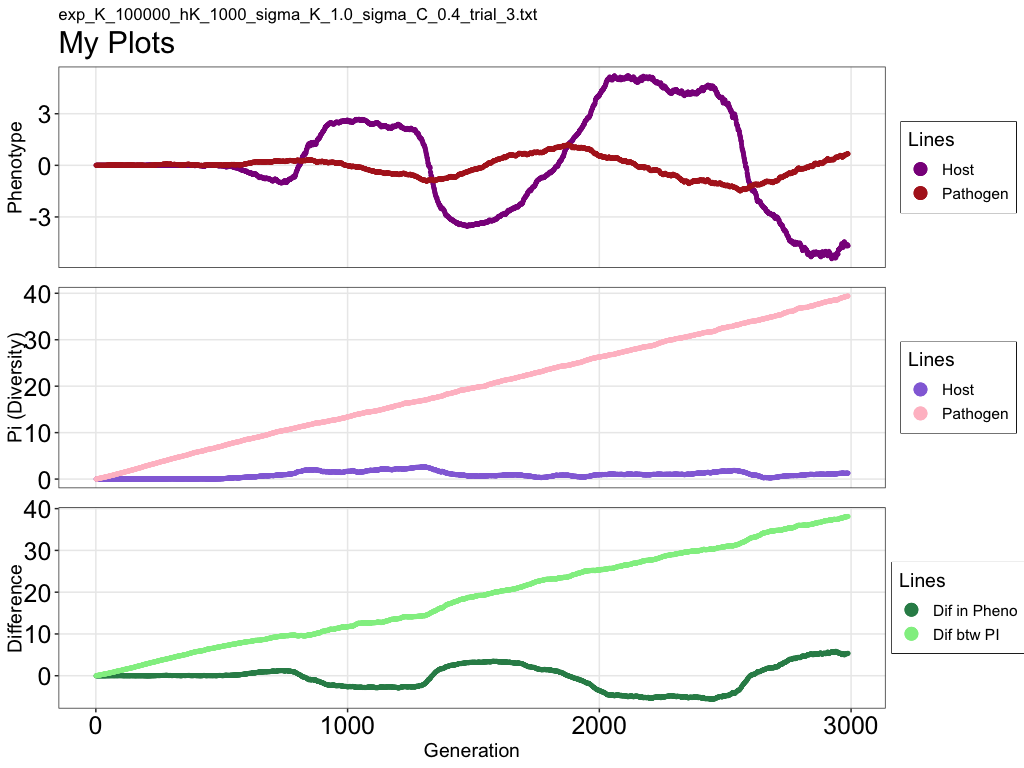 exp_K_100000_hK_1000_sigma_K_1.0_sigma_C_0.4_trial_3.txt
My Plots
Phenotype
3
0
-3
Lines
Host
Pathogen
Pi (Diversity)
40
30
20
10
0
Lines
Host
Pathogen
Difference
40
30
20
10
0
Lines
Dif in Pheno
Dif btw PI
0 1000 2000 3000
Generation